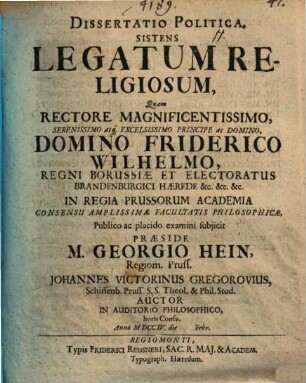 4189.
41.
DISSERTATIO POLITICA,
SISTENS
LEGATUM RE-
LIGIOSUM,
Quam
RECTORE MAGNIFICENTISSIMO,
SERENISSIMO atq; EXCELSISSIMO PRINCIPE ac DOMINO,
DOMINO FRIDERICO
WILHELMO,
REGNI BORUSSIÆ ET ELECTORATUS
BRANDENBURGICI HÆREDE &c. &c. &c.
IN REGIA PRUSSORUM ACADEMIA
CONSENSU AMPLISSIMÆ FACULTATIS PHILOSOPHICÆ,
Publico ac placido examini subjicit
PRÆSIDE
M. GEORGIO HEIN,
Regiom. Pruss.
JOHANNES VICTORINUS GREGOROVIUS,
Schiffenb. Pruss. S. S. Theol. & Phil. Stud.
AUCTOR
IN AUDITORIO PHILOSOPHICO,
horis Consv.
Anno MDCCIV. die Febr.
REGIOMONTI,
Typis FRIDERICI REUSNERI, SAC. R. MAJ. & ACADEM.
Typograph. Hæredum.